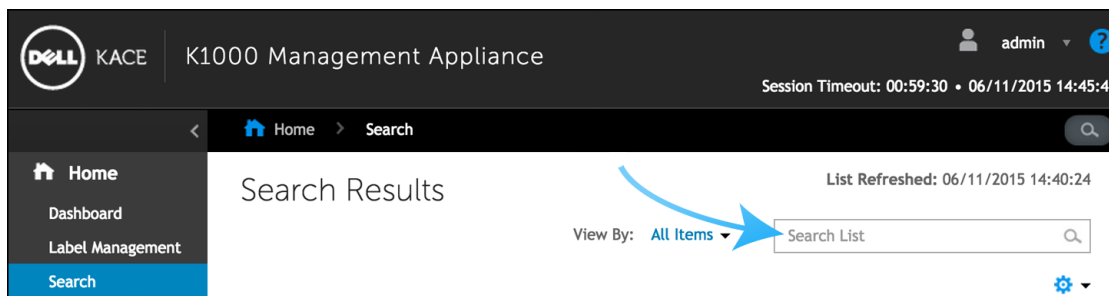 DELL KACE K1000 Management Appliance
admin ?
Session Timeout: 00:59:30 • 06/11/2015 14:45:4
Home > Search
Home
Search Results
List Refreshed: 06/11/2015 14:40:24
Dashboard
View By: All Items Search List
Label Management
Search